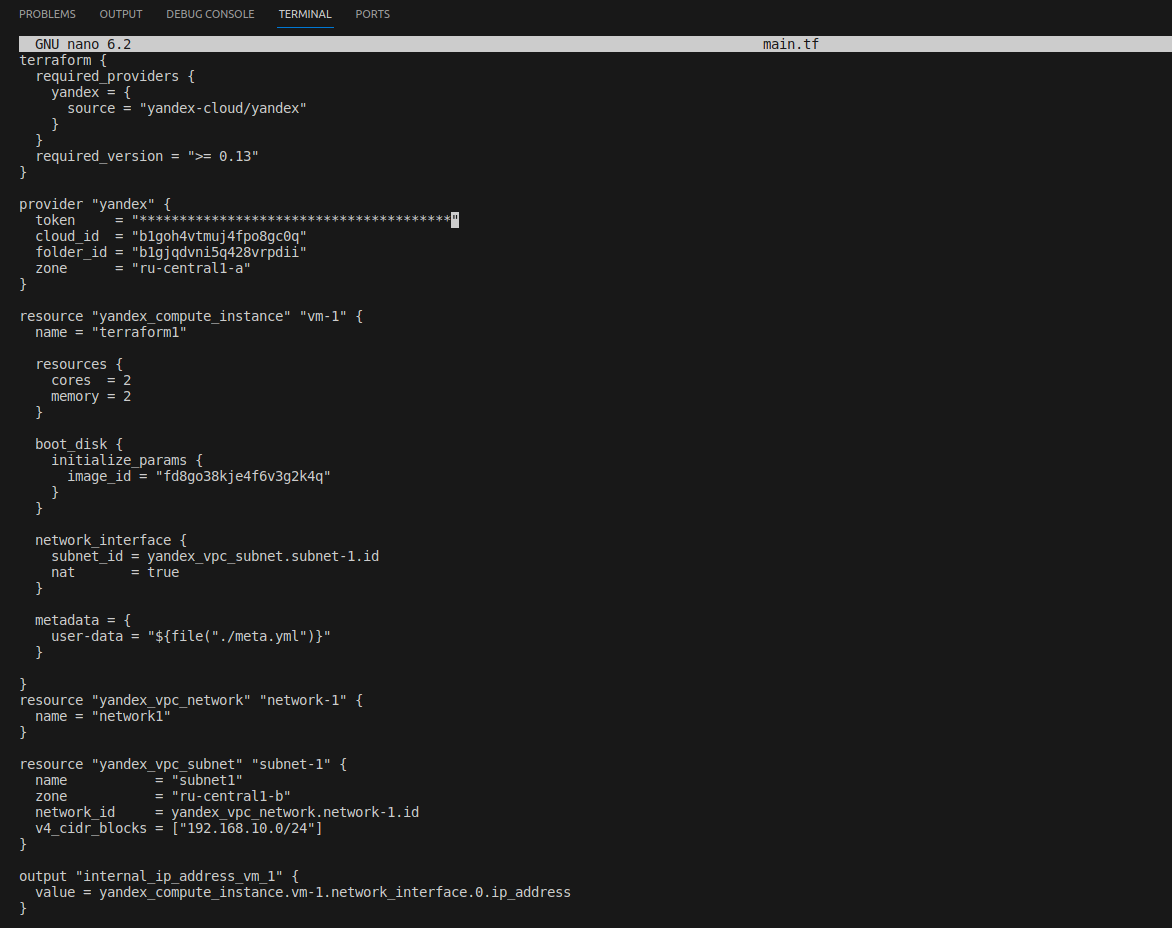 PROBLEMS OUTPUT DEBUG CONSOLE TERMINAL PORTS
GNU nano 6.2 main.tf
terraform {
  required_providers {
    yandex = {
      source = "yandex-cloud/yandex"
    }
  }
  required_version = ">= 0.13"
}

provider "yandex" {
  token     = "***************************************"
  cloud_id  = "b1goh4vtmuj4fpo8gc0q"
  folder_id = "b1gjqdvni5q428vrpdii"
  zone      = "ru-central1-a"
}

resource "yandex_compute_instance" "vm-1" {
  name = "terraform1"

  resources {
    cores  = 2
    memory = 2
  }

  boot_disk {
    initialize_params {
      image_id = "fd8go38kje4f6v3g2k4q"
    }
  }

  network_interface {
    subnet_id = yandex_vpc_subnet.subnet-1.id
    nat       = true
  }

  metadata = {
    user-data = "${file("./meta.yml")}"
  }

}
resource "yandex_vpc_network" "network-1" {
  name = "network1"
}

resource "yandex_vpc_subnet" "subnet-1" {
  name           = "subnet1"
  zone           = "ru-central1-b"
  network_id     = yandex_vpc_network.network-1.id
  v4_cidr_blocks = ["192.168.10.0/24"]
}

output "internal_ip_address_vm_1" {
  value = yandex_compute_instance.vm-1.network_interface.0.ip_address
}